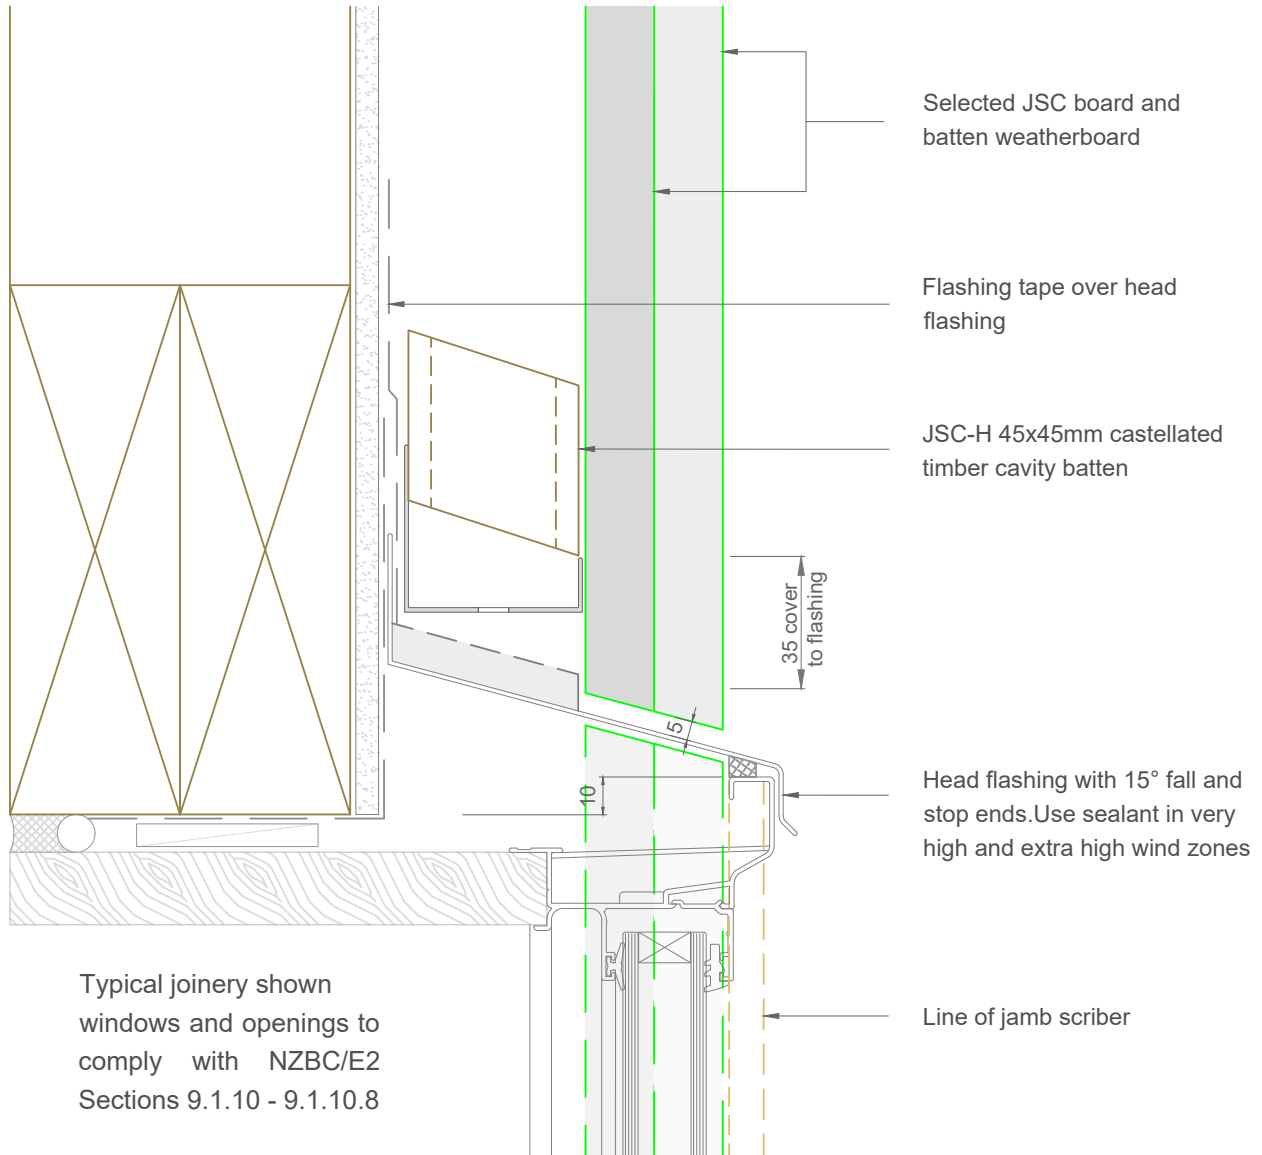 Selected JSC board and
batten weatherboard
Flashing tape over head
flashing
JSC-H 45x45mm castellated
timber cavity batten
35 cover
to flashing
5
10
Head flashing with 15° fall and
stop ends.Use sealant in very
high and extra high wind zones
Typical joinery shown
windows and openings to
comply with NZBC/E2
Sections 9.1.10 - 9.1.10.8
Line of jamb scriber